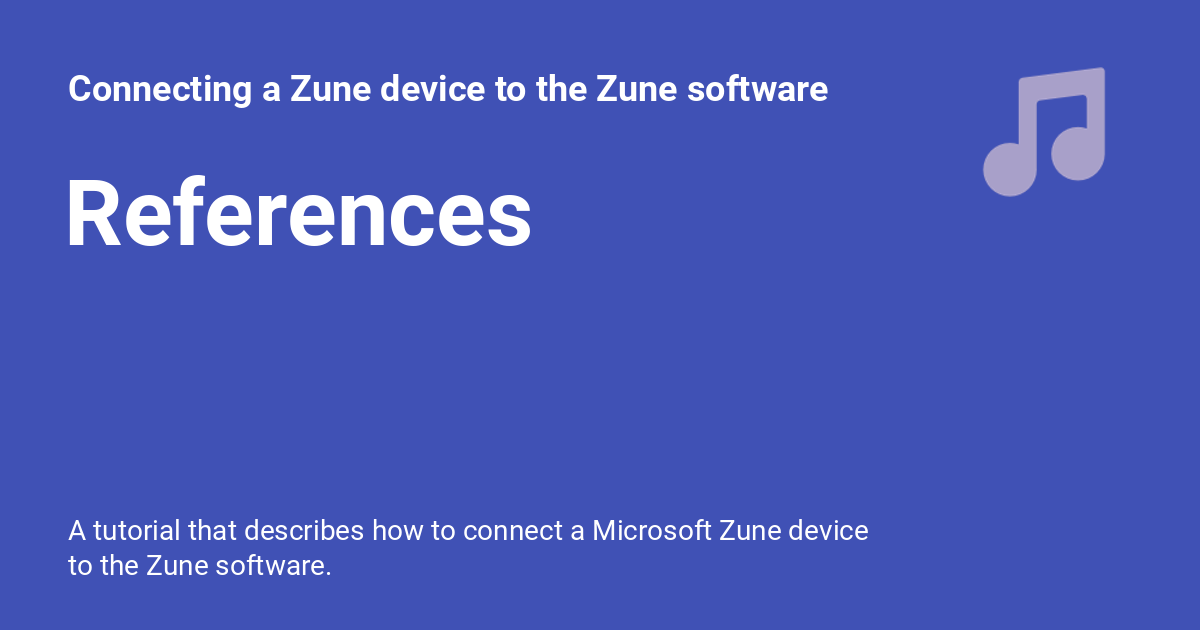 Connecting a Zune device to the Zune software
References
A tutorial that describes how to connect a Microsoft Zune device
to the Zune software.